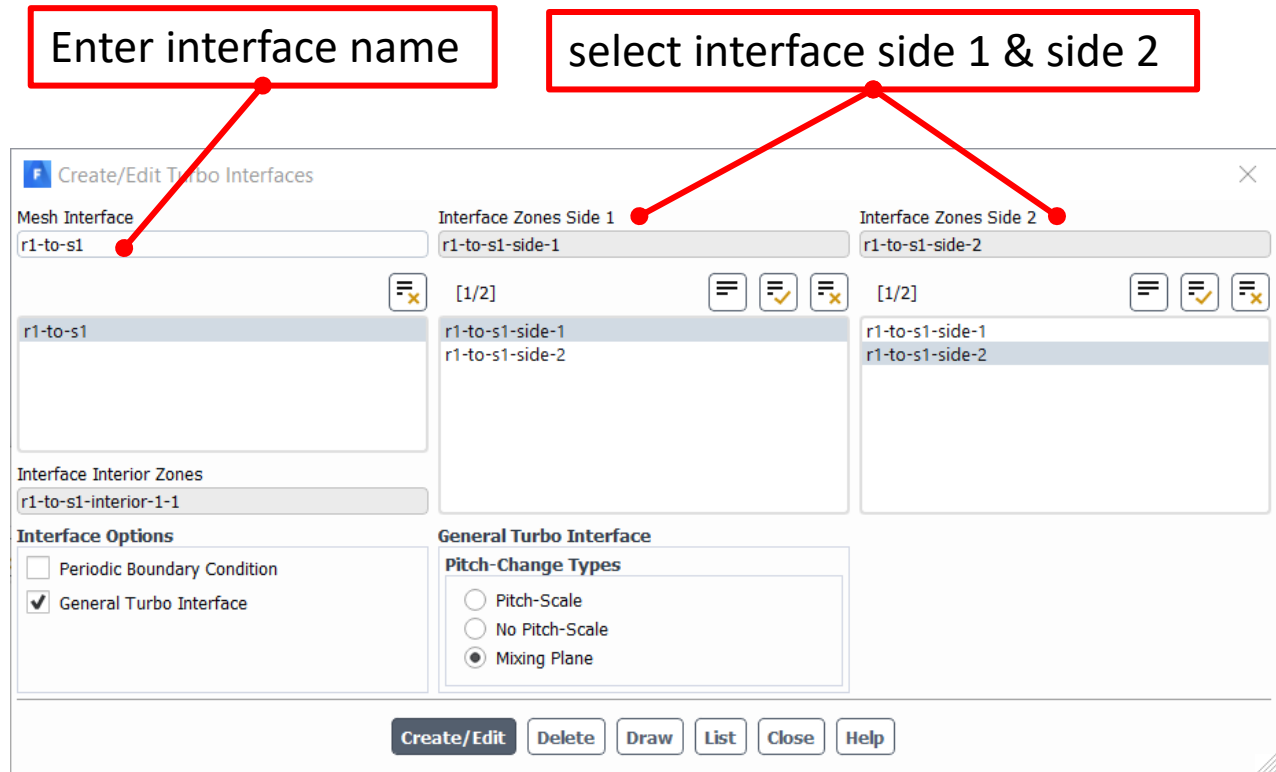 Enter interface name
select interface side 1 & side 2
F Create/Edit Turbo Interfaces
Mesh Interface
r1-to-s1
r1-to-s1
Interface Interior Zones
r1-to-s1-interior-1-1
Interface Options
Periodic Boundary Condition
General Turbo Interface
Interface Zones Side 1
r1-to-s1-side-1
[1/2]
r1-to-s1-side-1
r1-to-s1-side-2
General Turbo Interface
Pitch-Change Types
Pitch-Scale
No Pitch-Scale
Mixing Plane
Interface Zones Side 2
r1-to-s1-side-2
[1/2]
r1-to-s1-side-1
r1-to-s1-side-2
Create/Edit Delete Draw List Close Help